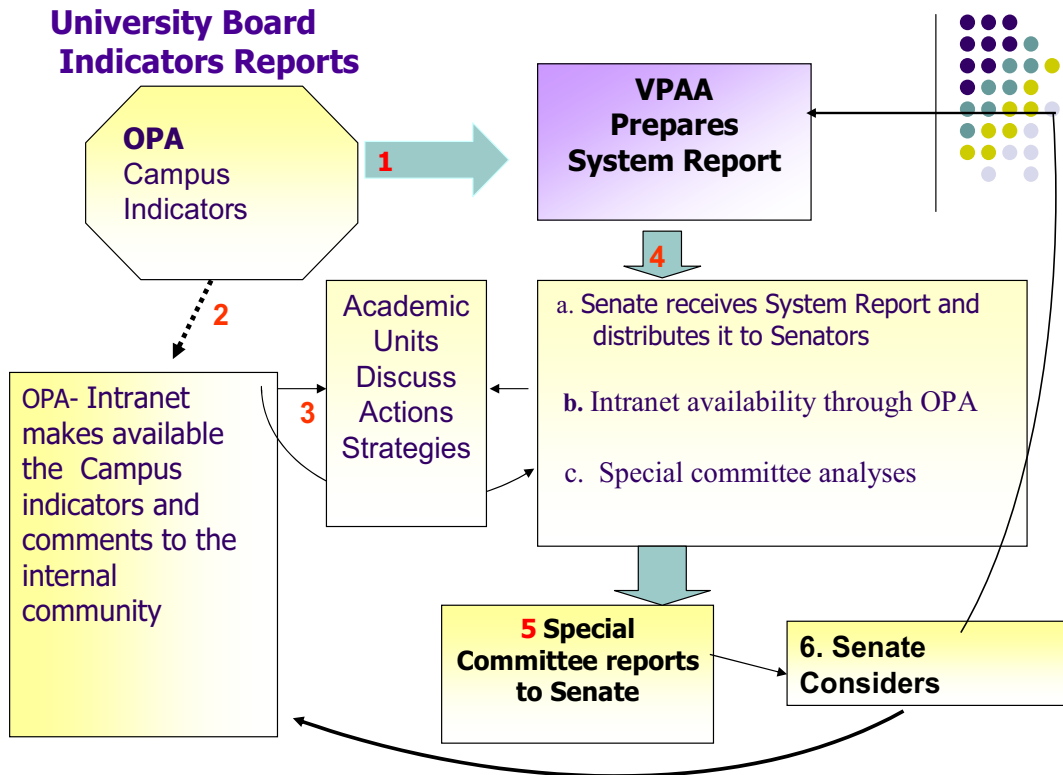 University Board
Indicators Reports
OPA
Campus
Indicators
1
VPAA
Prepares
System Report
2
4
Academic
Units
Discuss
Actions
Strategies
a. Senate receives System Report and
distributes it to Senators
b. Intranet availability through OPA
c. Special committee analyses
OPA- Intranet
makes available
the Campus
indicators and
comments to the
internal
community
3
5 Special
Committee reports
to Senate
6. Senate
Considers